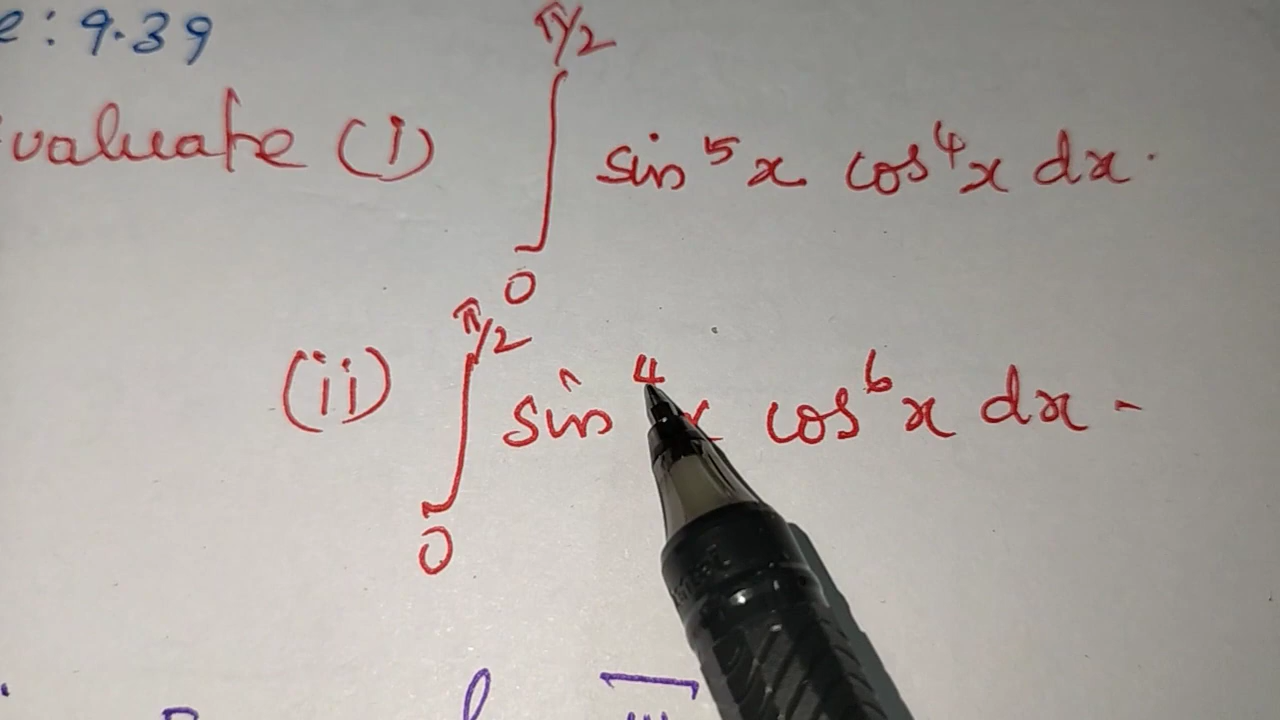 e: 9.39
valuate (i) ∫₀^π/2 sin⁵x cos⁴x dx.
(ii) ∫₀^π/2 sin⁴x cos⁶x dx -